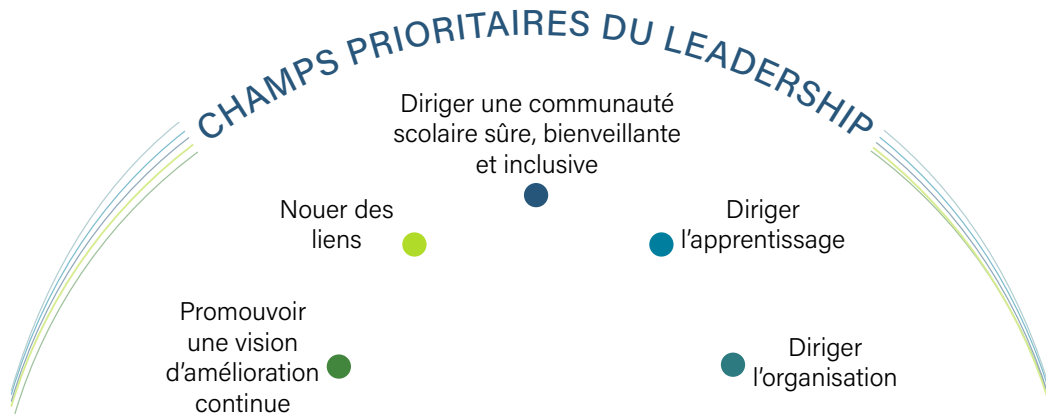 CHAMPS PRIORITAIRES DU LEADERSHIP
Diriger une communauté
scolaire sûre, bienveillante
et inclusive
Nouer des
liens
Diriger
l'apprentissage
Promouvoir
une vision
d'amélioration
continue
Diriger
l'organisation